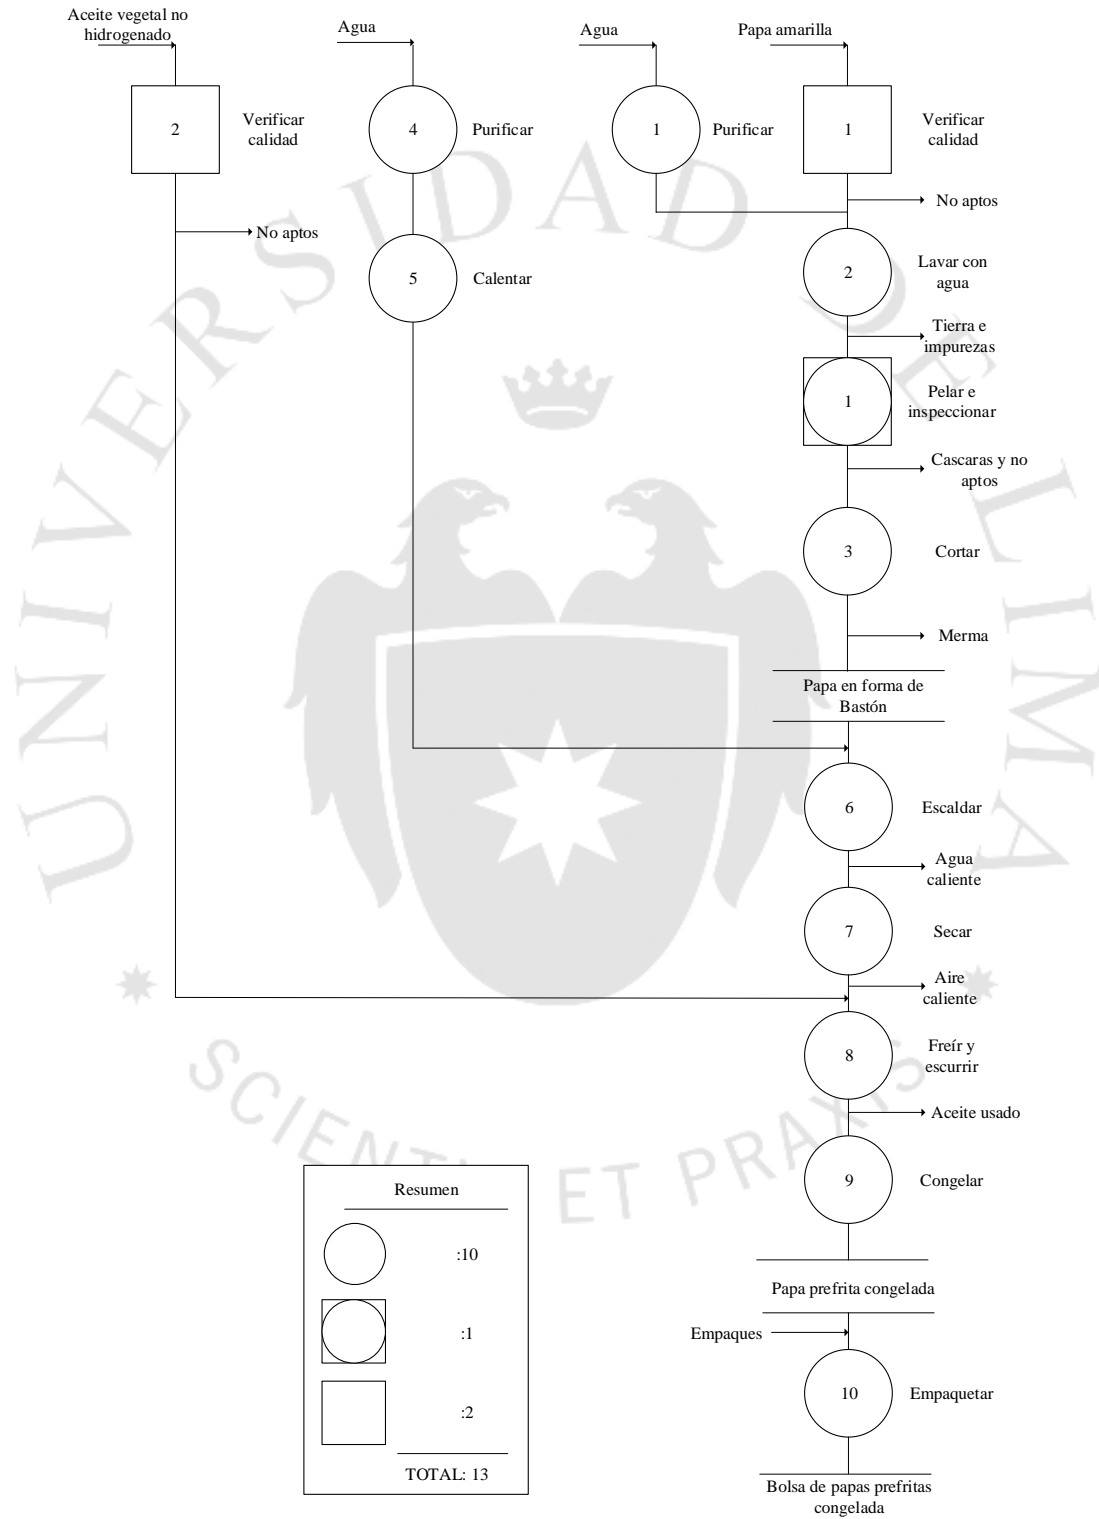 Aceite vegetal no
hidrogenado
Agua
Agua
Papa amarilla
2
Verificar
calidad
4
Purificar
1
Purificar
1
Verificar
calidad
No aptos
No aptos
5
Calentar
2
Lavar con
agua
Tierra e
impurezas
1
Pelar e
inspeccionar
Cascaras y no
aptos
3
Cortar
Merma
Papa en forma de
Bastón
6
Escaldar
Agua
caliente
7
Secar
Aire
caliente
8
Freír y
escurrir
Aceite usado
9
Congelar
Papa prefrita congelada
Empaques
10
Empaquetar
Bolsa de papas prefritas
congelada
Resumen
:10
:1
:2
TOTAL: 13
UNIVERSIDAD DE LIMA
SCIENTIA ET PRAXIS